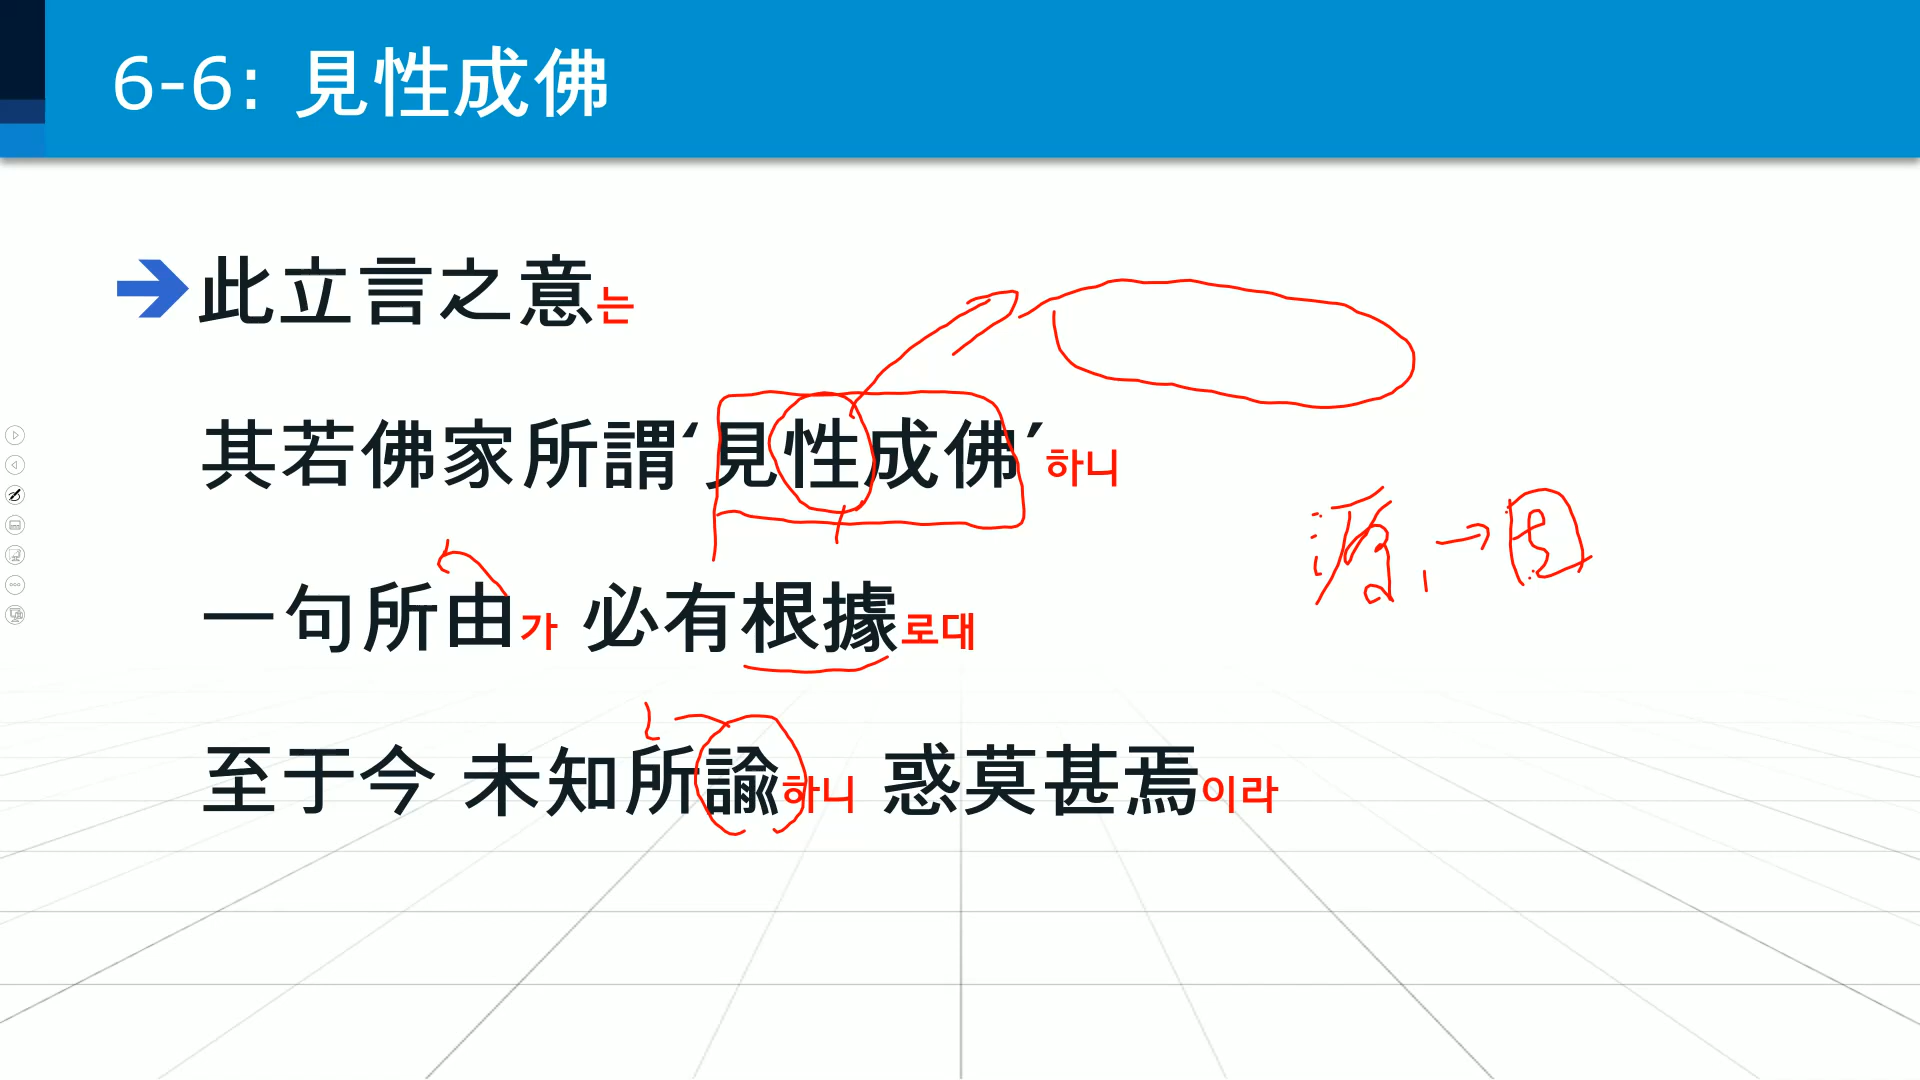 6-6: 見性成佛
此立言之意는
其若佛家所謂‘見性成佛’하니
一句所由가 必有根據로대
至于今 未知所諭하니 惑莫甚焉이라